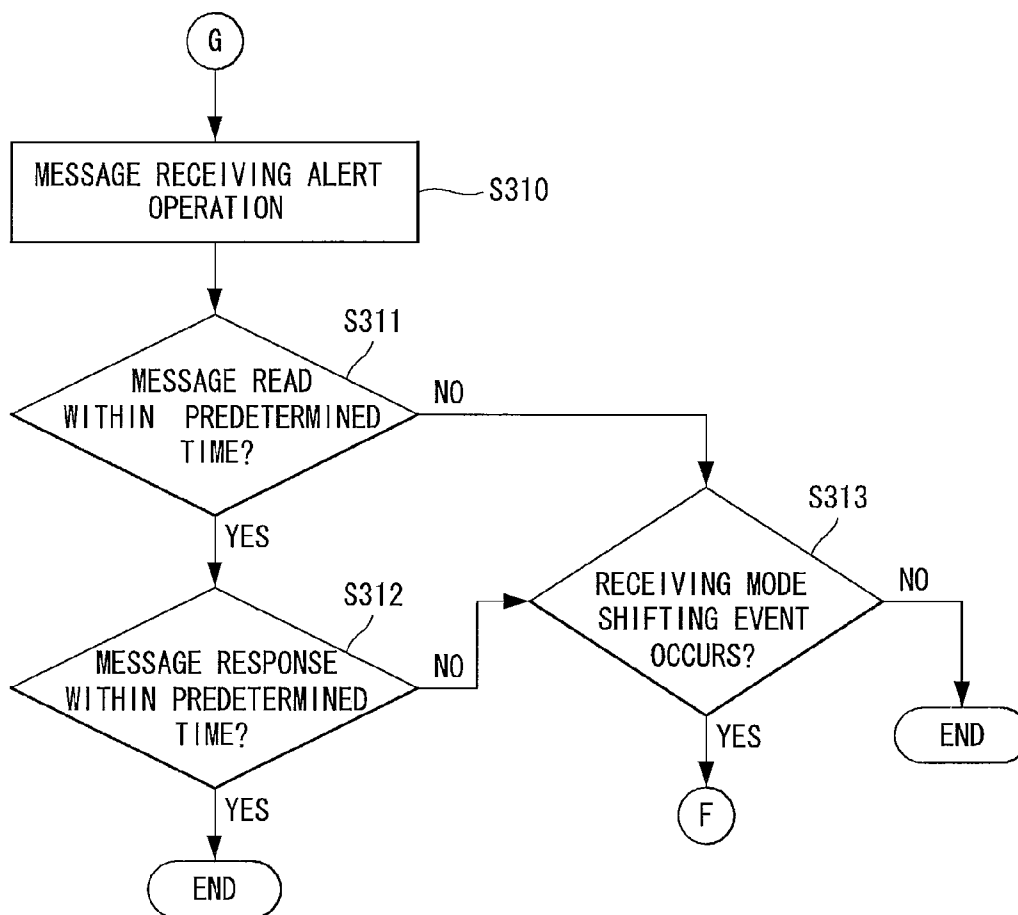 G
MESSAGE RECEIVING ALERT
OPERATION
S310
S311
MESSAGE READ
WITHIN PREDETERMINED
TIME?
NO
YES
S312
MESSAGE RESPONSE
WITHIN PREDETERMINED
TIME?
NO
YES
END
S313
RECEIVING MODE
SHIFTING EVENT
OCCURS?
NO
END
YES
F